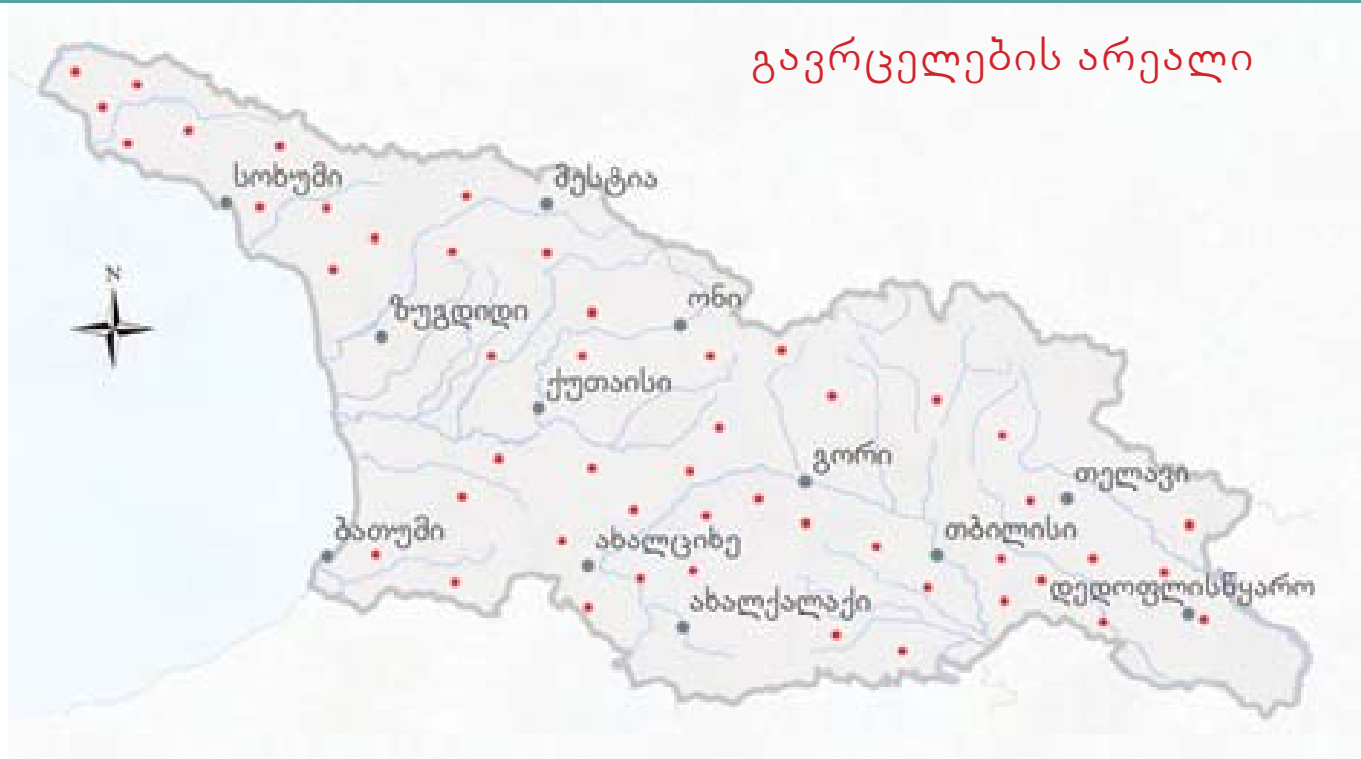 გავრცელების არეალი
სოხუმი
მესტია
N
ზუგდიდი
ონი
ქუთაისი
გორი
თელავი
ბათუმი
ახალციხე
თბილისი
ახალქალაქი
დედოფლისწყარო